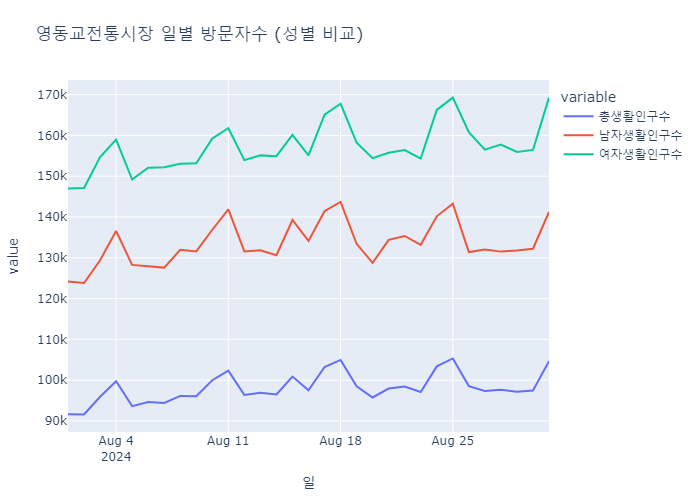 영동교전통시장 일별 방문자수 (성별 비교)
variable
총생활인구수
남자생활인구수
여자생활인구수
value
170k
160k
150k
140k
130k
120k
110k
100k
90k
Aug 4
2024
Aug 11
Aug 18
Aug 25
일